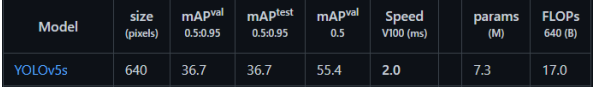 Model size (pixels) mAPval 0.5:0.95 mAPtest 0.5:0.95 mAPval 0.5 Speed V100 (ms) params (M) FLOPs 640 (B)
YOLOv5s 640 36.7 36.7 55.4 2.0 7.3 17.0